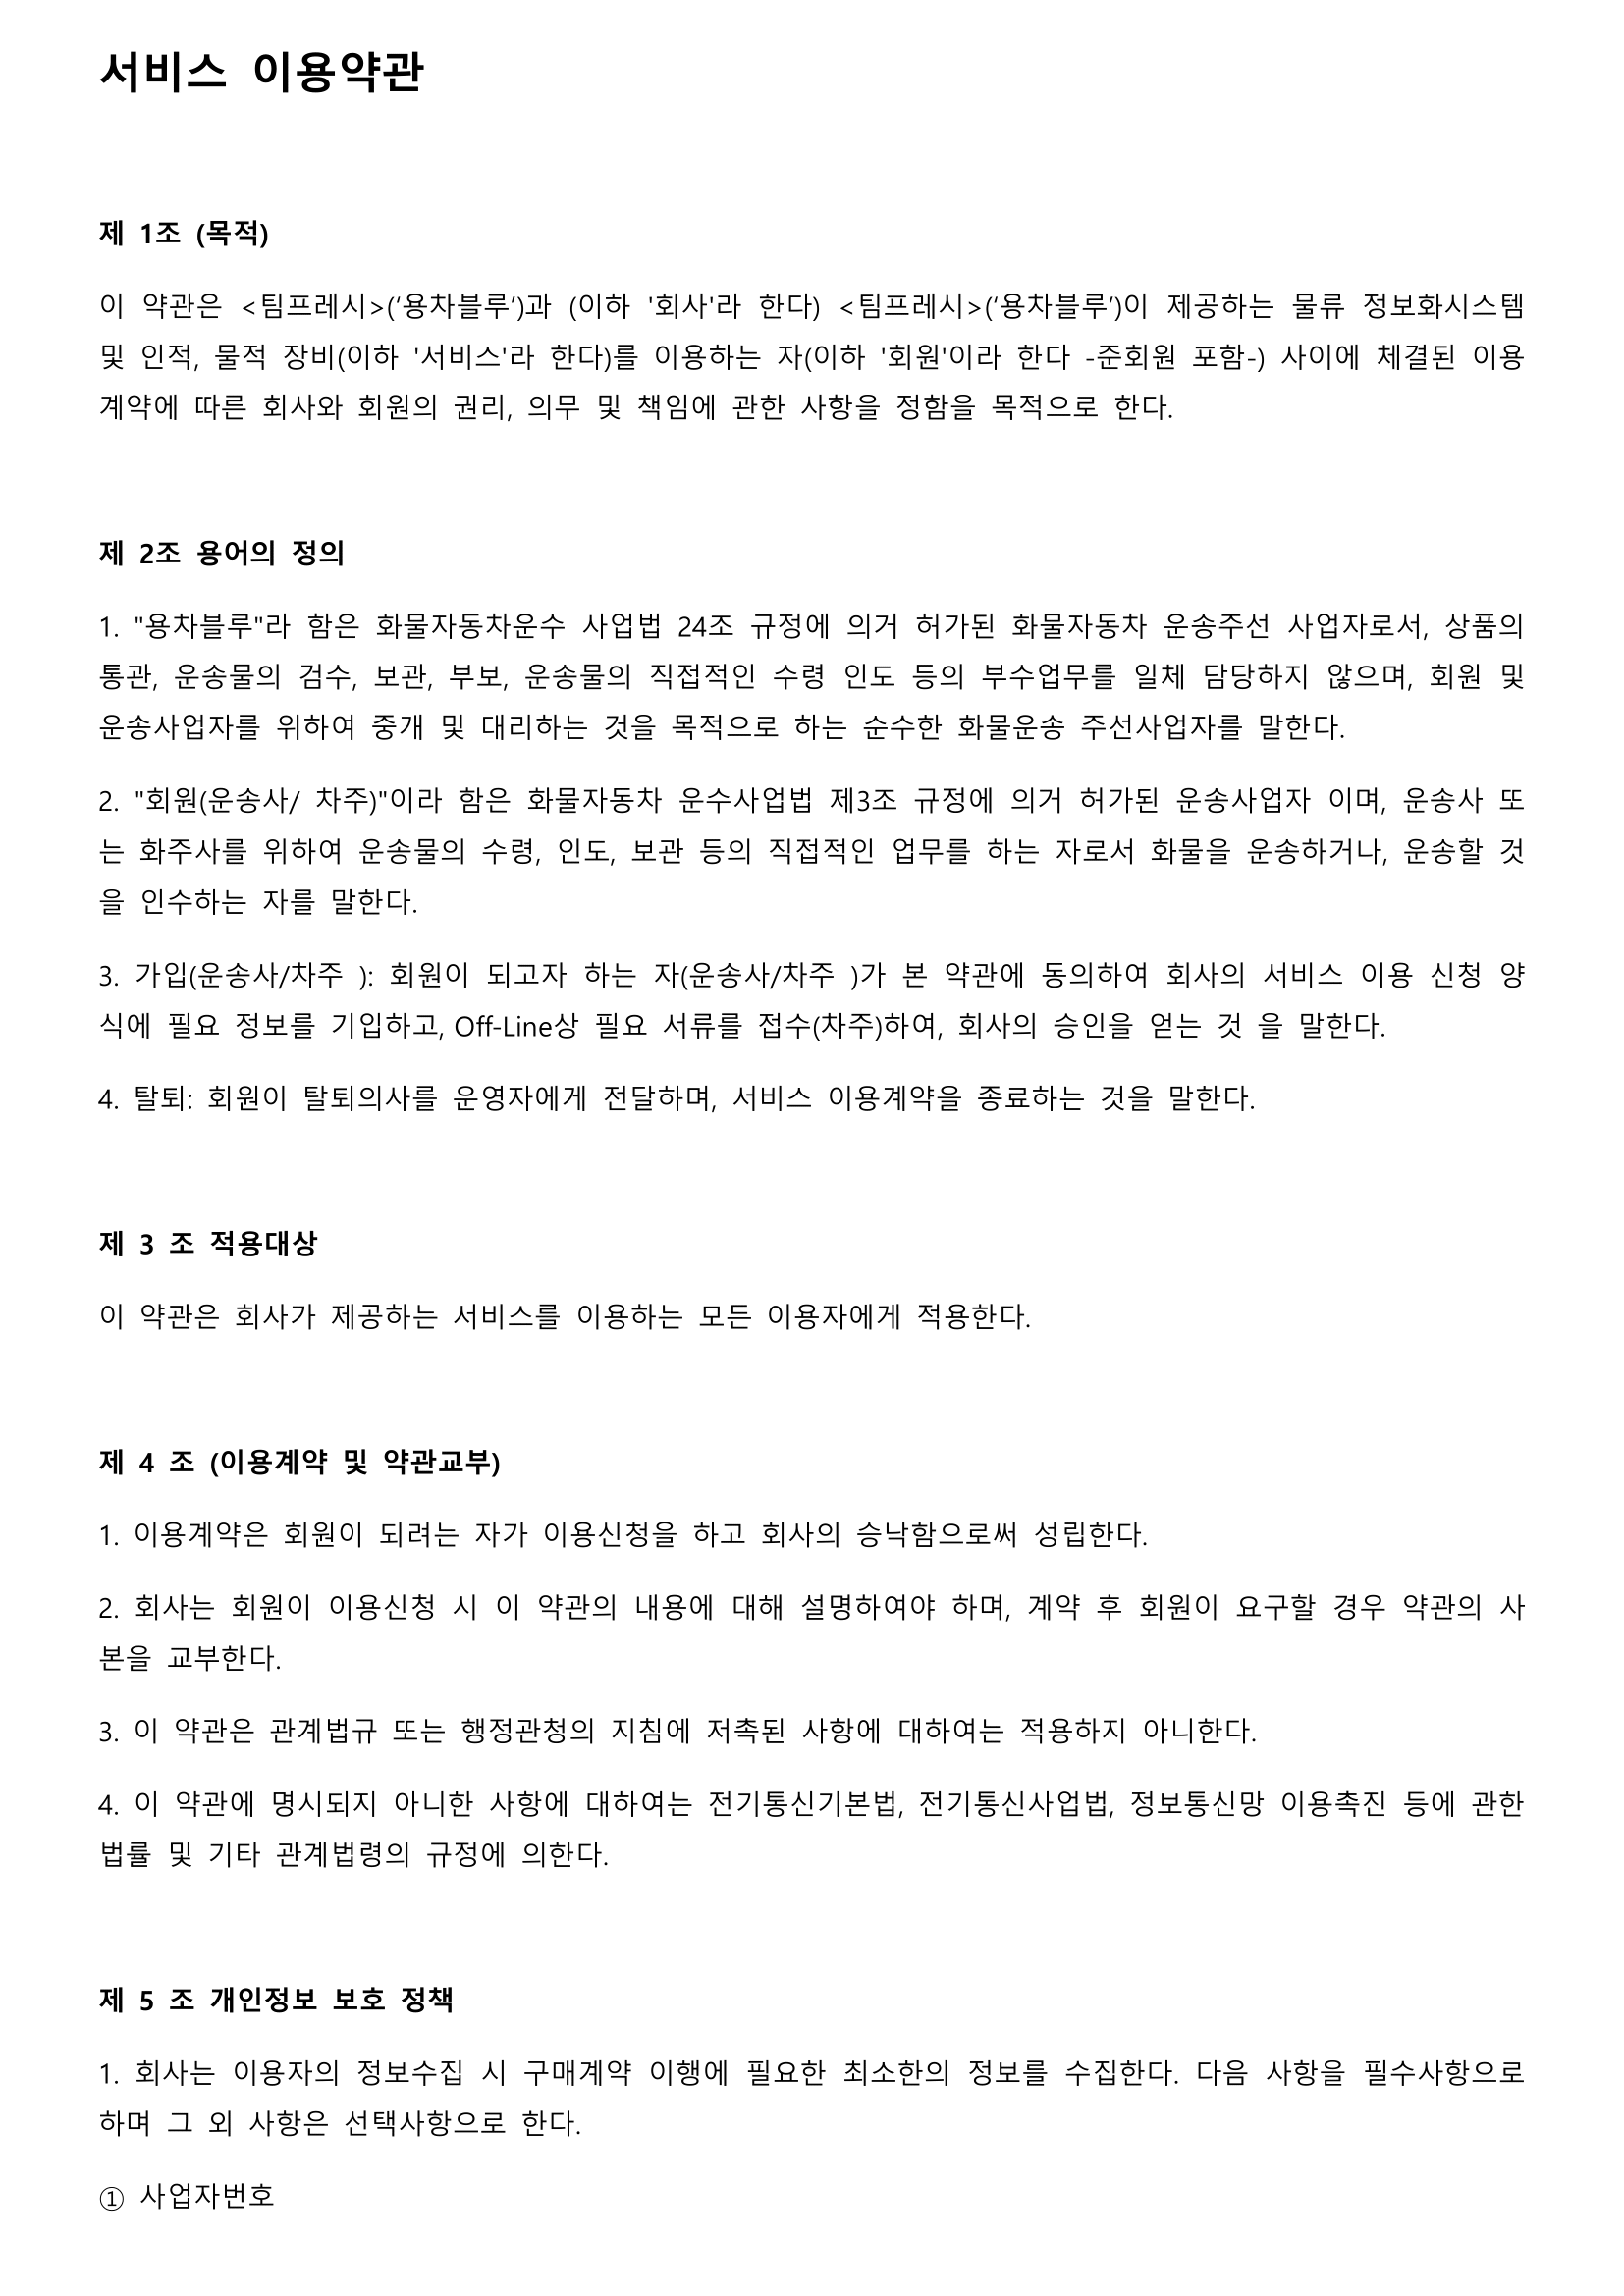 서비스 이용약관
제 1조 (목적)
이 약관은 <팀프레시>(‘용차블루‘)과 (이하 '회사'라 한다) <팀프레시>(‘용차블루‘)이 제공하는 물류 정보화시스템
및 인적, 물적 장비(이하 '서비스'라 한다)를 이용하는 자(이하 '회원'이라 한다 -준회원 포함-) 사이에 체결된 이용
계약에 따른 회사와 회원의 권리, 의무 및 책임에 관한 사항을 정함을 목적으로 한다.
제 2조 용어의 정의
1. "용차블루"라 함은 화물자동차운수 사업법 24조 규정에 의거 허가된 화물자동차 운송주선 사업자로서, 상품의
통관, 운송물의 검수, 보관, 부보, 운송물의 직접적인 수령 인도 등의 부수업무를 일체 담당하지 않으며, 회원 및
운송사업자를 위하여 중개 및 대리하는 것을 목적으로 하는 순수한 화물운송 주선사업자를 말한다.
2. "회원(운송사/ 차주)"이라 함은 화물자동차 운수사업법 제3조 규정에 의거 허가된 운송사업자 이며, 운송사 또
는 화주사를 위하여 운송물의 수령, 인도, 보관 등의 직접적인 업무를 하는 자로서 화물을 운송하거나, 운송할 것
을 인수하는 자를 말한다.
3. 가입(운송사/차주 ): 회원이 되고자 하는 자(운송사/차주 )가 본 약관에 동의하여 회사의 서비스 이용 신청 양
식에 필요 정보를 기입하고, Off-Line상 필요 서류를 접수(차주)하여, 회사의 승인을 얻는 것 을 말한다.
4. 탈퇴: 회원이 탈퇴의사를 운영자에게 전달하며, 서비스 이용계약을 종료하는 것을 말한다.
제 3 조 적용대상
이 약관은 회사가 제공하는 서비스를 이용하는 모든 이용자에게 적용한다.
제 4 조 (이용계약 및 약관교부)
1. 이용계약은 회원이 되려는 자가 이용신청을 하고 회사의 승낙함으로써 성립한다.
2. 회사는 회원이 이용신청 시 이 약관의 내용에 대해 설명하여야 하며, 계약 후 회원이 요구할 경우 약관의 사
본을 교부한다.
3. 이 약관은 관계법규 또는 행정관청의 지침에 저촉된 사항에 대하여는 적용하지 아니한다.
4. 이 약관에 명시되지 아니한 사항에 대하여는 전기통신기본법, 전기통신사업법, 정보통신망 이용촉진 등에 관한
법률 및 기타 관계법령의 규정에 의한다.
제 5 조 개인정보 보호 정책
1. 회사는 이용자의 정보수집 시 구매계약 이행에 필요한 최소한의 정보를 수집한다. 다음 사항을 필수사항으로
하며 그 외 사항은 선택사항으로 한다.
① 사업자번호